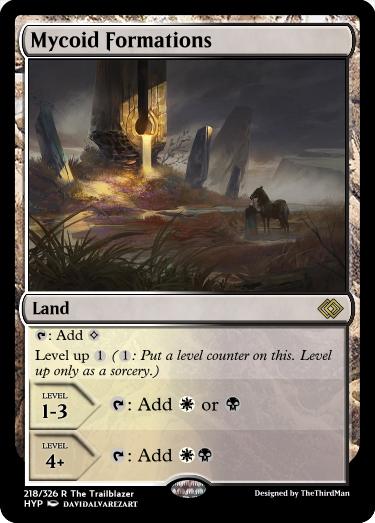 Mycoid Formations
Land
: Add
Level up 1 ( 1: Put a level counter on this. Level
up only as a sorcery.)
LEVEL
1-3
: Add or
LEVEL
4+
: Add
218/326 R The Trailblazer
HYP DAVIDALVAREZART
Designed by TheThirdMan